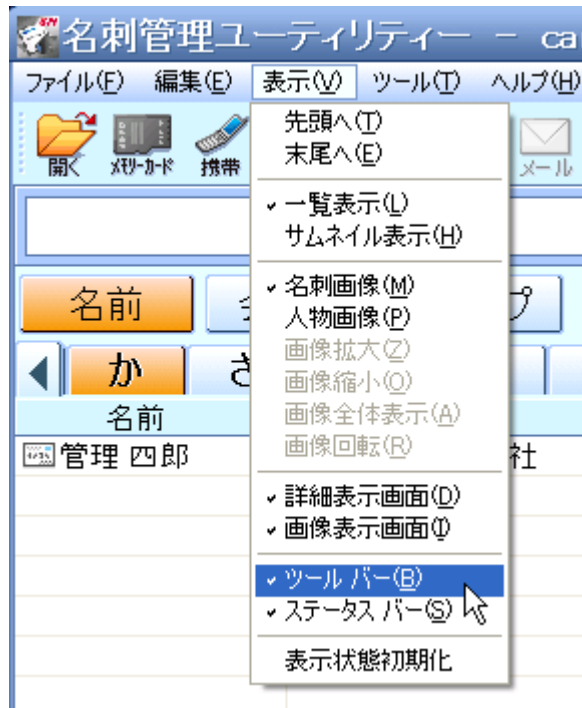 名刺管理ユーティリティー － ca
ファイル(F) 編集(E) 表示(V) ツール(T) ヘルプ(H)
開く メモリーカード 携帯 メール
先頭へ(T)
末尾へ(E)
一覧表示(L)
サムネイル表示(H)
名刺画像(M)
人物画像(P)
画像拡大(Z)
画像縮小(O)
画像全体表示(A)
画像回転(R)
詳細表示画面(D)
画像表示画面(I)
ツール バー(B)
ステータス バー(S)
表示状態初期化
名前 プ
か さ
名前
管理 四郎 社